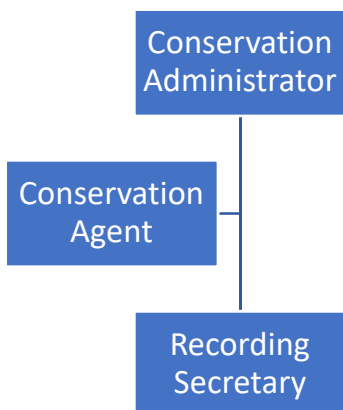 Conservation
Administrator
Conservation
Agent
Recording
Secretary